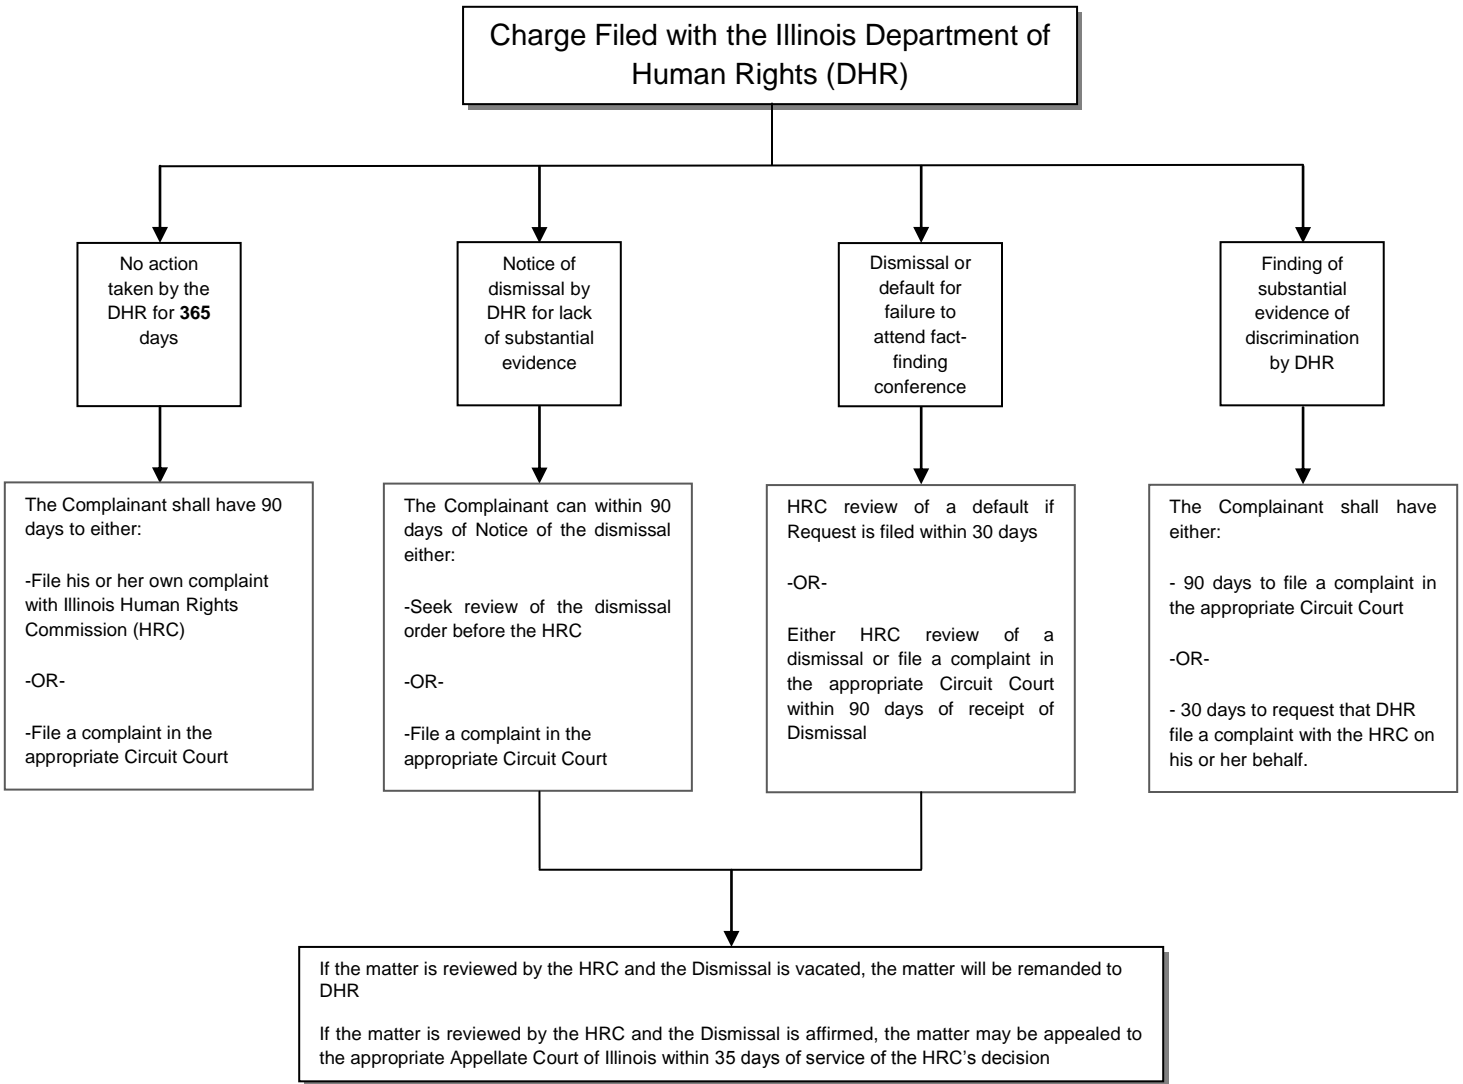 Charge Filed with the Illinois Department of
Human Rights (DHR)
No action
taken by the
DHR for 365
days
Notice of
dismissal by
DHR for lack
of substantial
evidence
Dismissal or
default for
failure to
attend fact-
finding
conference
Finding of
substantial
evidence of
discrimination
by DHR
The Complainant shall have 90
days to either:
-File his or her own complaint
with Illinois Human Rights
Commission (HRC)
-OR-
-File a complaint in the
appropriate Circuit Court
The Complainant can within 90
days of Notice of the dismissal
either:
-Seek review of the dismissal
order before the HRC
-OR-
-File a complaint in the
appropriate Circuit Court
HRC review of a default if
Request is filed within 30 days
-OR-
Either HRC review of a
dismissal or file a complaint in
the appropriate Circuit Court
within 90 days of receipt of
Dismissal
The Complainant shall have
either:
- 90 days to file a complaint in
the appropriate Circuit Court
-OR-
- 30 days to request that DHR
file a complaint with the HRC on
his or her behalf.
If the matter is reviewed by the HRC and the Dismissal is vacated, the matter will be remanded to
DHR
If the matter is reviewed by the HRC and the Dismissal is affirmed, the matter may be appealed to
the appropriate Appellate Court of Illinois within 35 days of service of the HRC's decision